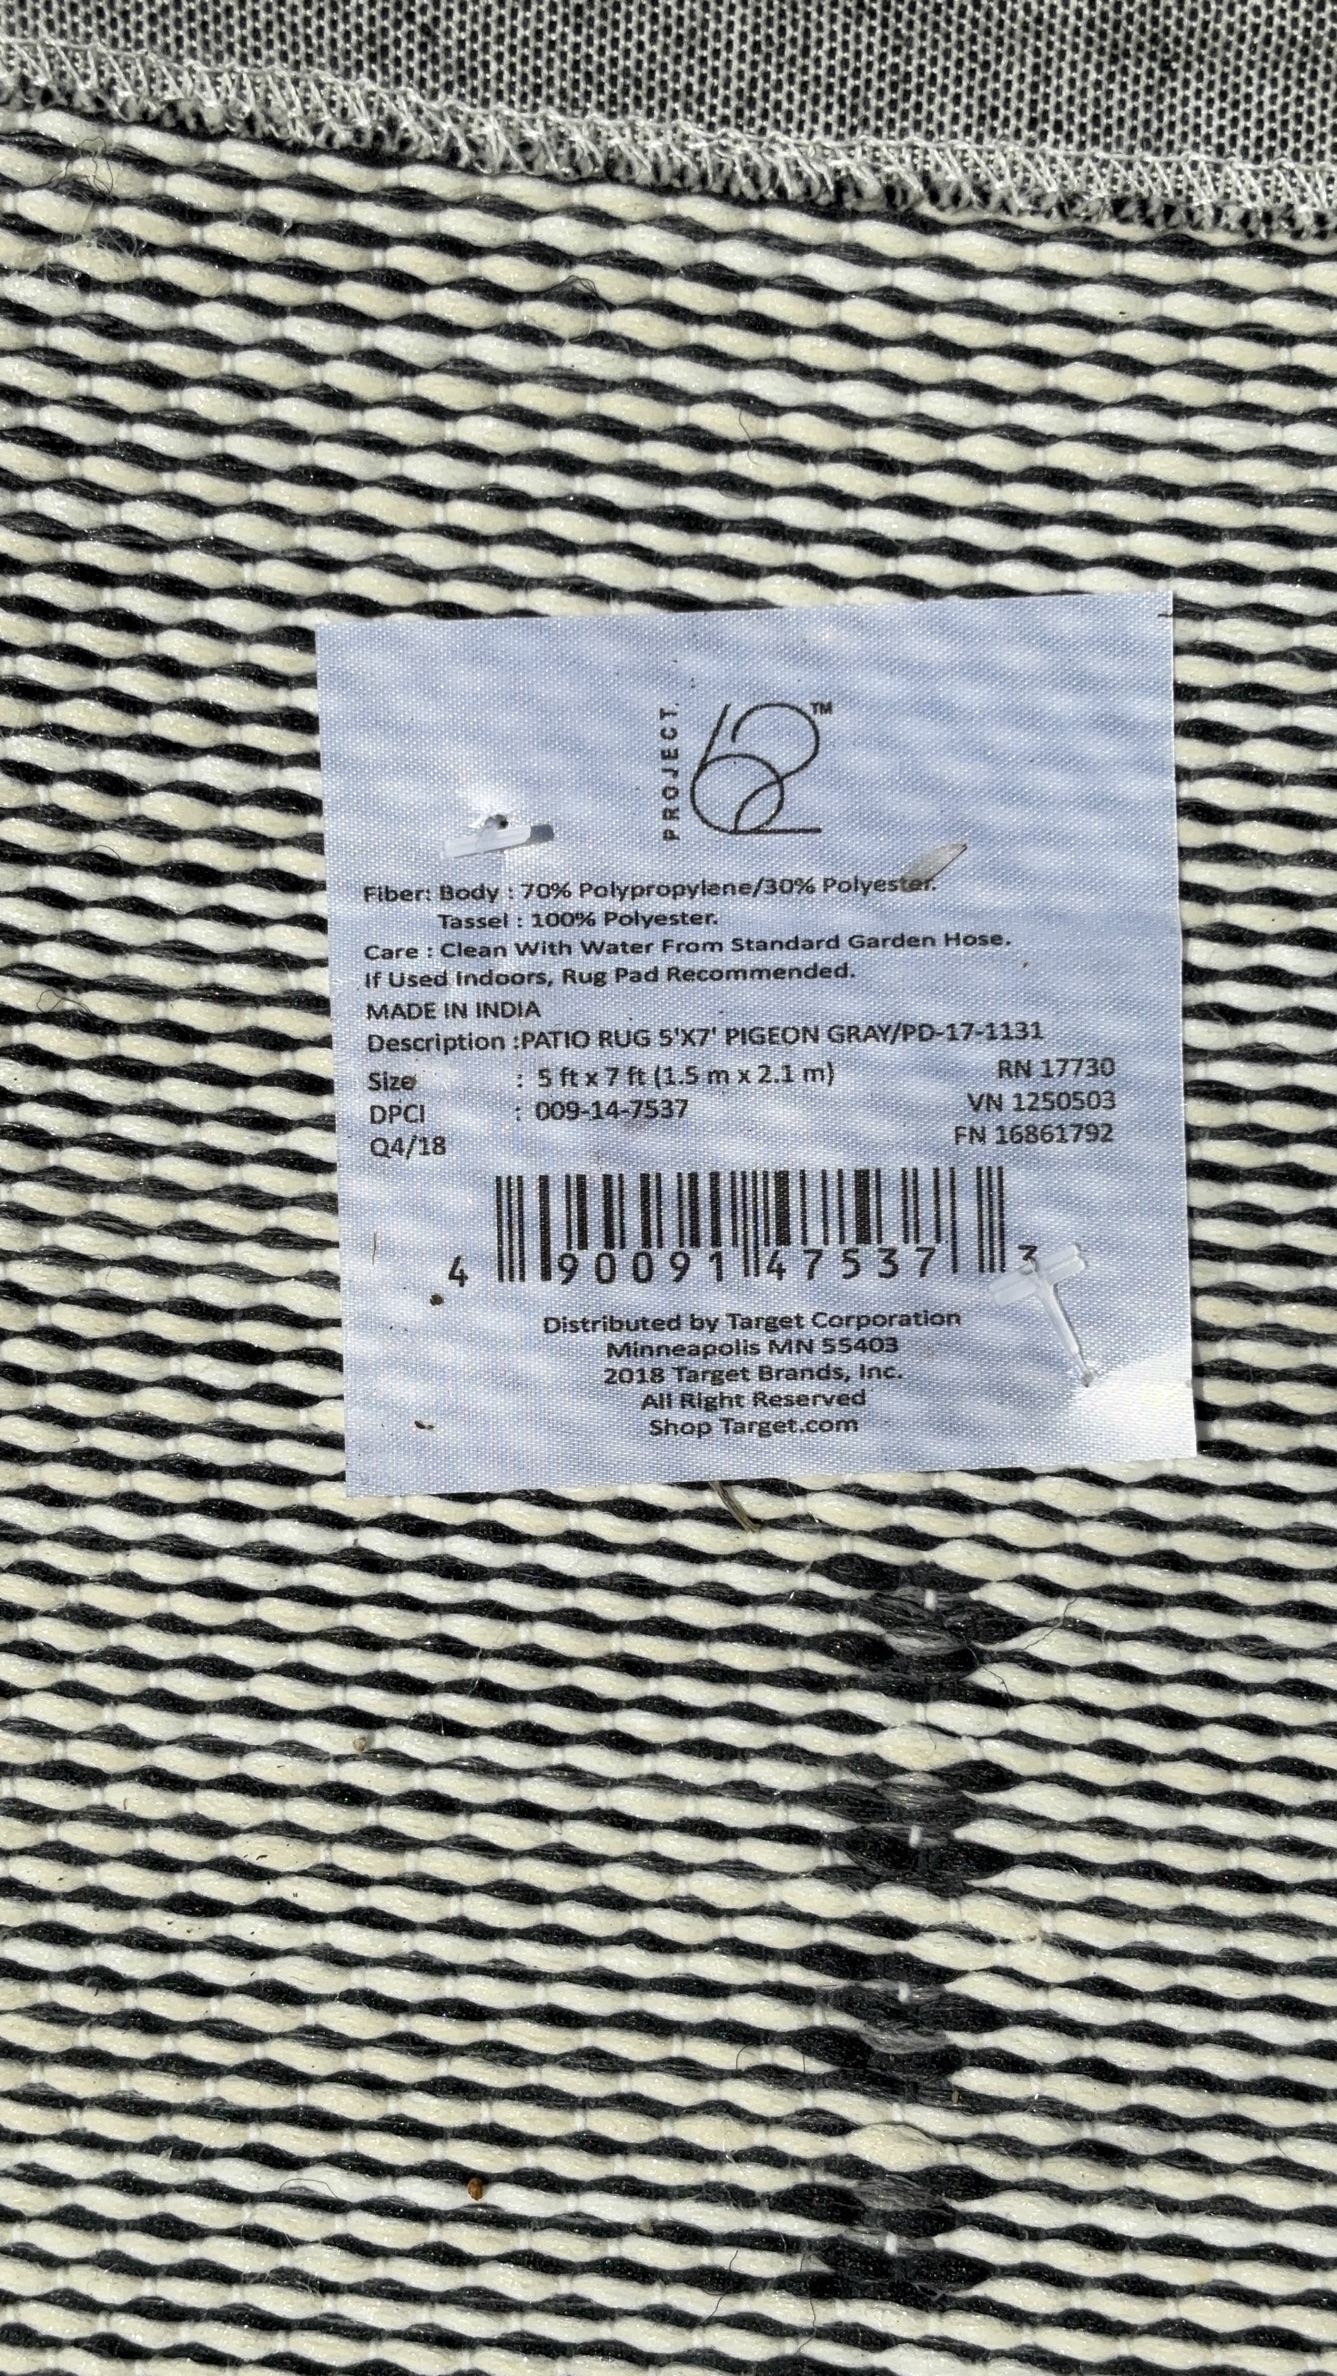 PROJECT 62™
Fiber: Body : 70% Polypropylene/30% Polyester.
Tassel : 100% Polyester.
Care : Clean With Water From Standard Garden Hose.
If Used Indoors, Rug Pad Recommended.
MADE IN INDIA
Description :PATIO RUG 5'X7' PIGEON GRAY/PD-17-1131
Size : 5 ft x 7 ft (1.5 m x 2.1 m) RN 17730
DPCI : 009-14-7537 VN 1250503
Q4/18 FN 16861792
4 90091 47537 3
Distributed by Target Corporation
Minneapolis MN 55403
2018 Target Brands, Inc.
All Right Reserved
Shop Target.com